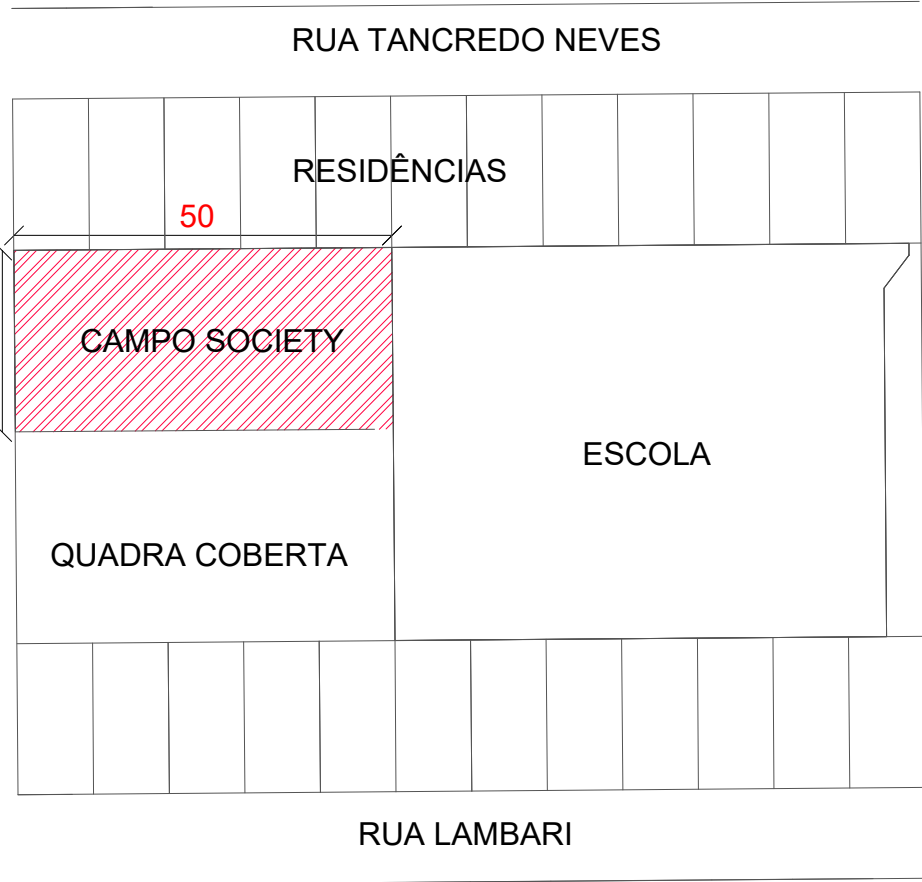 RUA TANCREDO NEVES
RESIDÊNCIAS
50
CAMPO SOCIETY
ESCOLA
QUADRA COBERTA
RUA LAMBARI